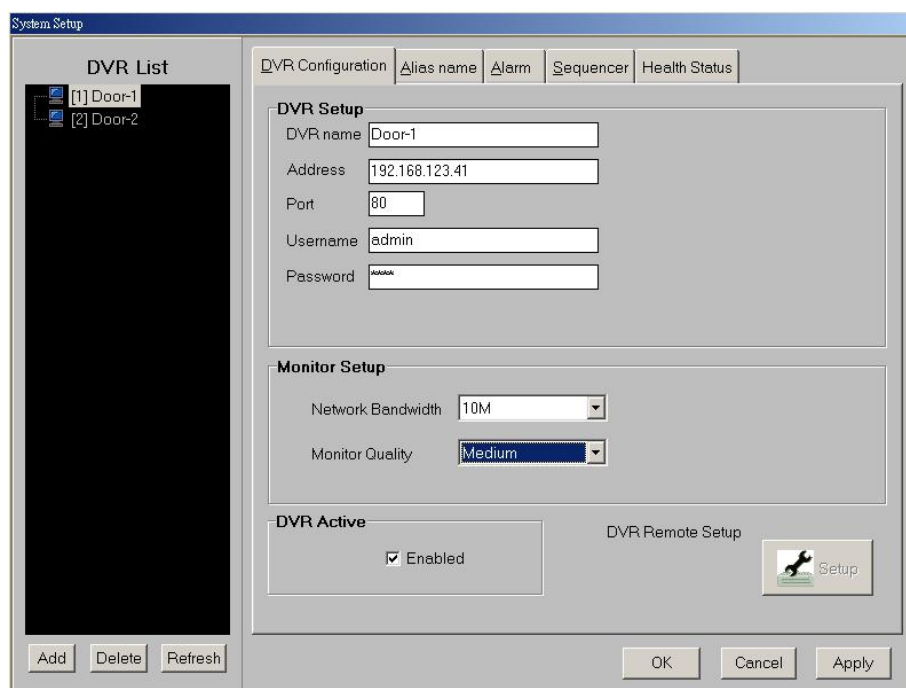 System Setup
DVR List
[1] Door-1
[2] Door-2
Add Delete Refresh
DVR Configuration Alias name Alarm Sequencer Health Status
DVR Setup
DVR name Door-1
Address 192.168.123.41
Port 80
Username admin
Password ****
Monitor Setup
Network Bandwidth 10M
Monitor Quality Medium
DVR Active
Enabled
DVR Remote Setup
Setup
OK Cancel Apply